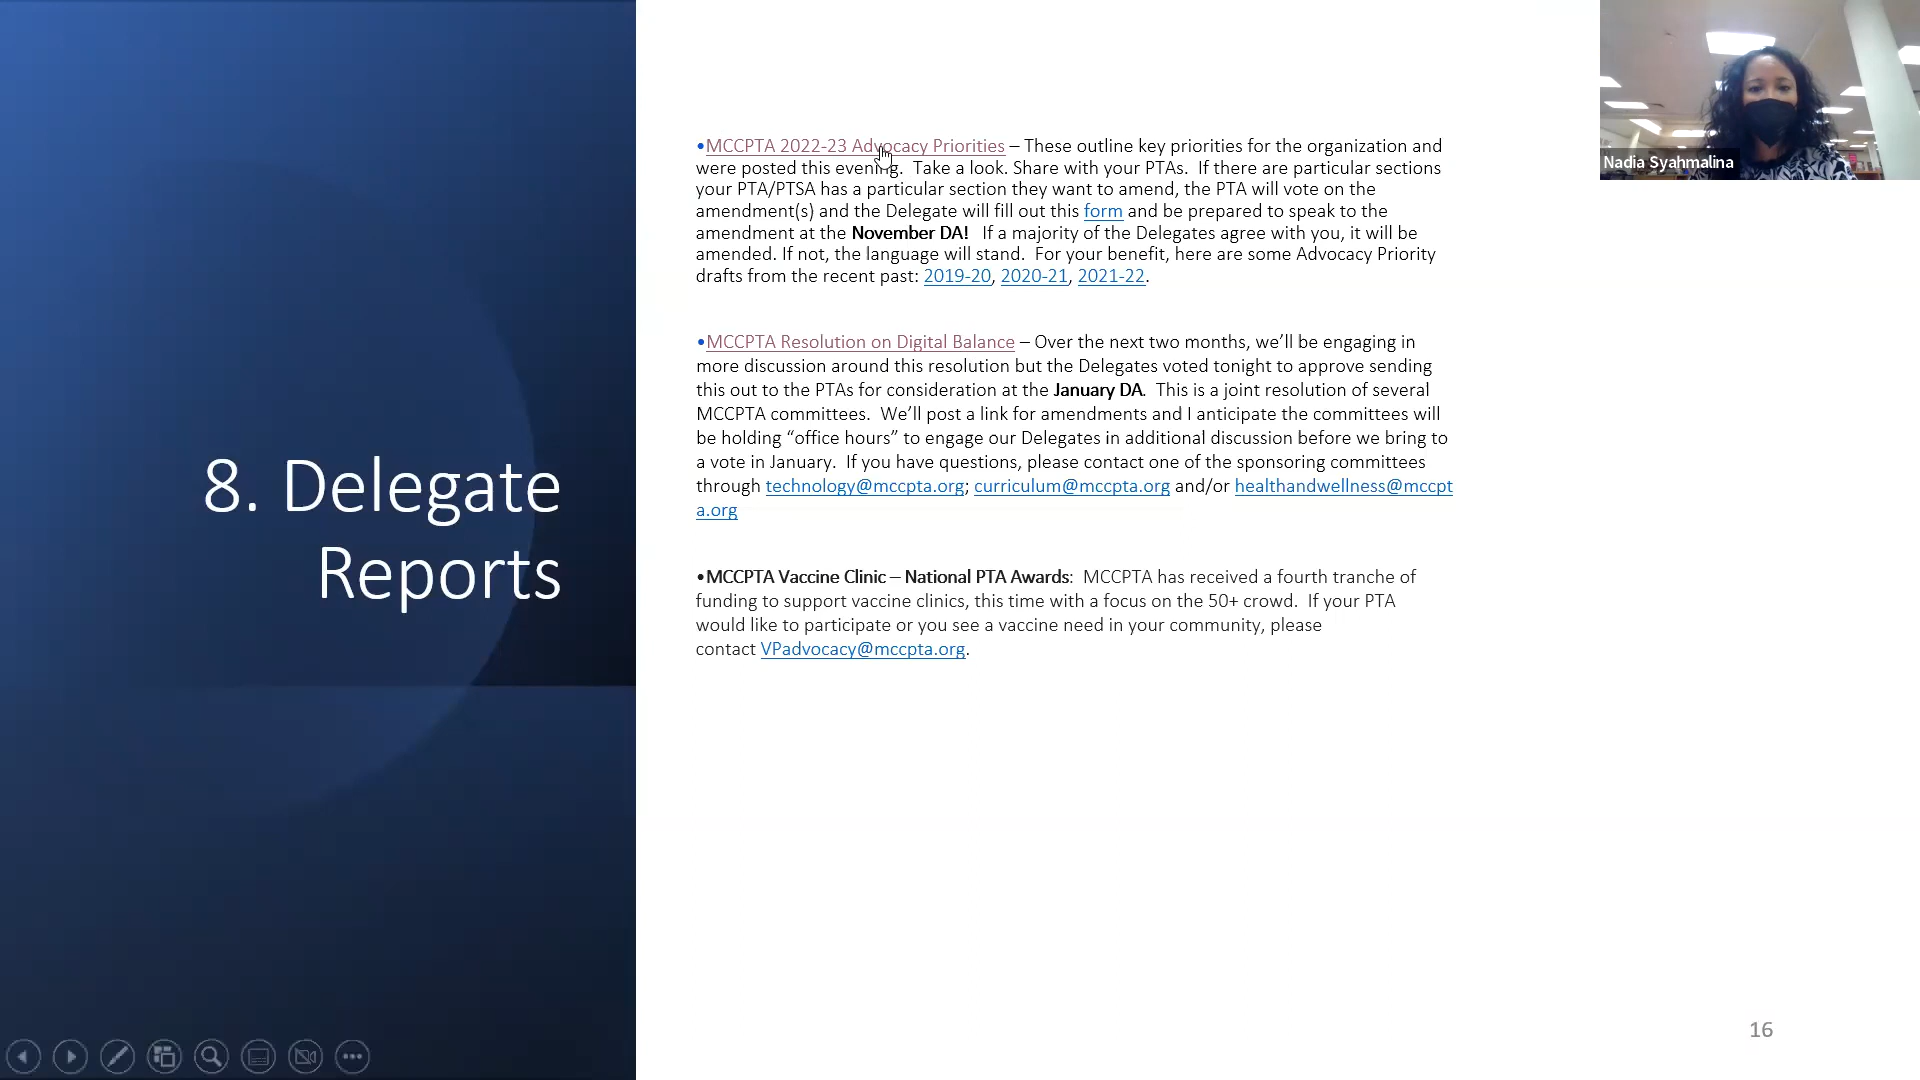 8. Delegate
Reports
•MCCPTA 2022-23 Advocacy Priorities – These outline key priorities for the organization and
were posted this evening.  Take a look. Share with your PTAs.  If there are particular sections
your PTA/PTSA has a particular section they want to amend, the PTA will vote on the
amendment(s) and the Delegate will fill out this form and be prepared to speak to the
amendment at the November DA!   If a majority of the Delegates agree with you, it will be
amended. If not, the language will stand.  For your benefit, here are some Advocacy Priority
drafts from the recent past: 2019-20, 2020-21, 2021-22.
•MCCPTA Resolution on Digital Balance – Over the next two months, we’ll be engaging in
more discussion around this resolution but the Delegates voted tonight to approve sending
this out to the PTAs for consideration at the January DA.  This is a joint resolution of several
MCCPTA committees.  We’ll post a link for amendments and I anticipate the committees will
be holding “office hours” to engage our Delegates in additional discussion before we bring to
a vote in January.  If you have questions, please contact one of the sponsoring committees
through technology@mccpta.org; curriculum@mccpta.org and/or healthandwellness@mccpt
a.org
•MCCPTA Vaccine Clinic – National PTA Awards:  MCCPTA has received a fourth tranche of
funding to support vaccine clinics, this time with a focus on the 50+ crowd.  If your PTA
would like to participate or you see a vaccine need in your community, please
contact VPadvocacy@mccpta.org.
Nadia Syahmalina
16